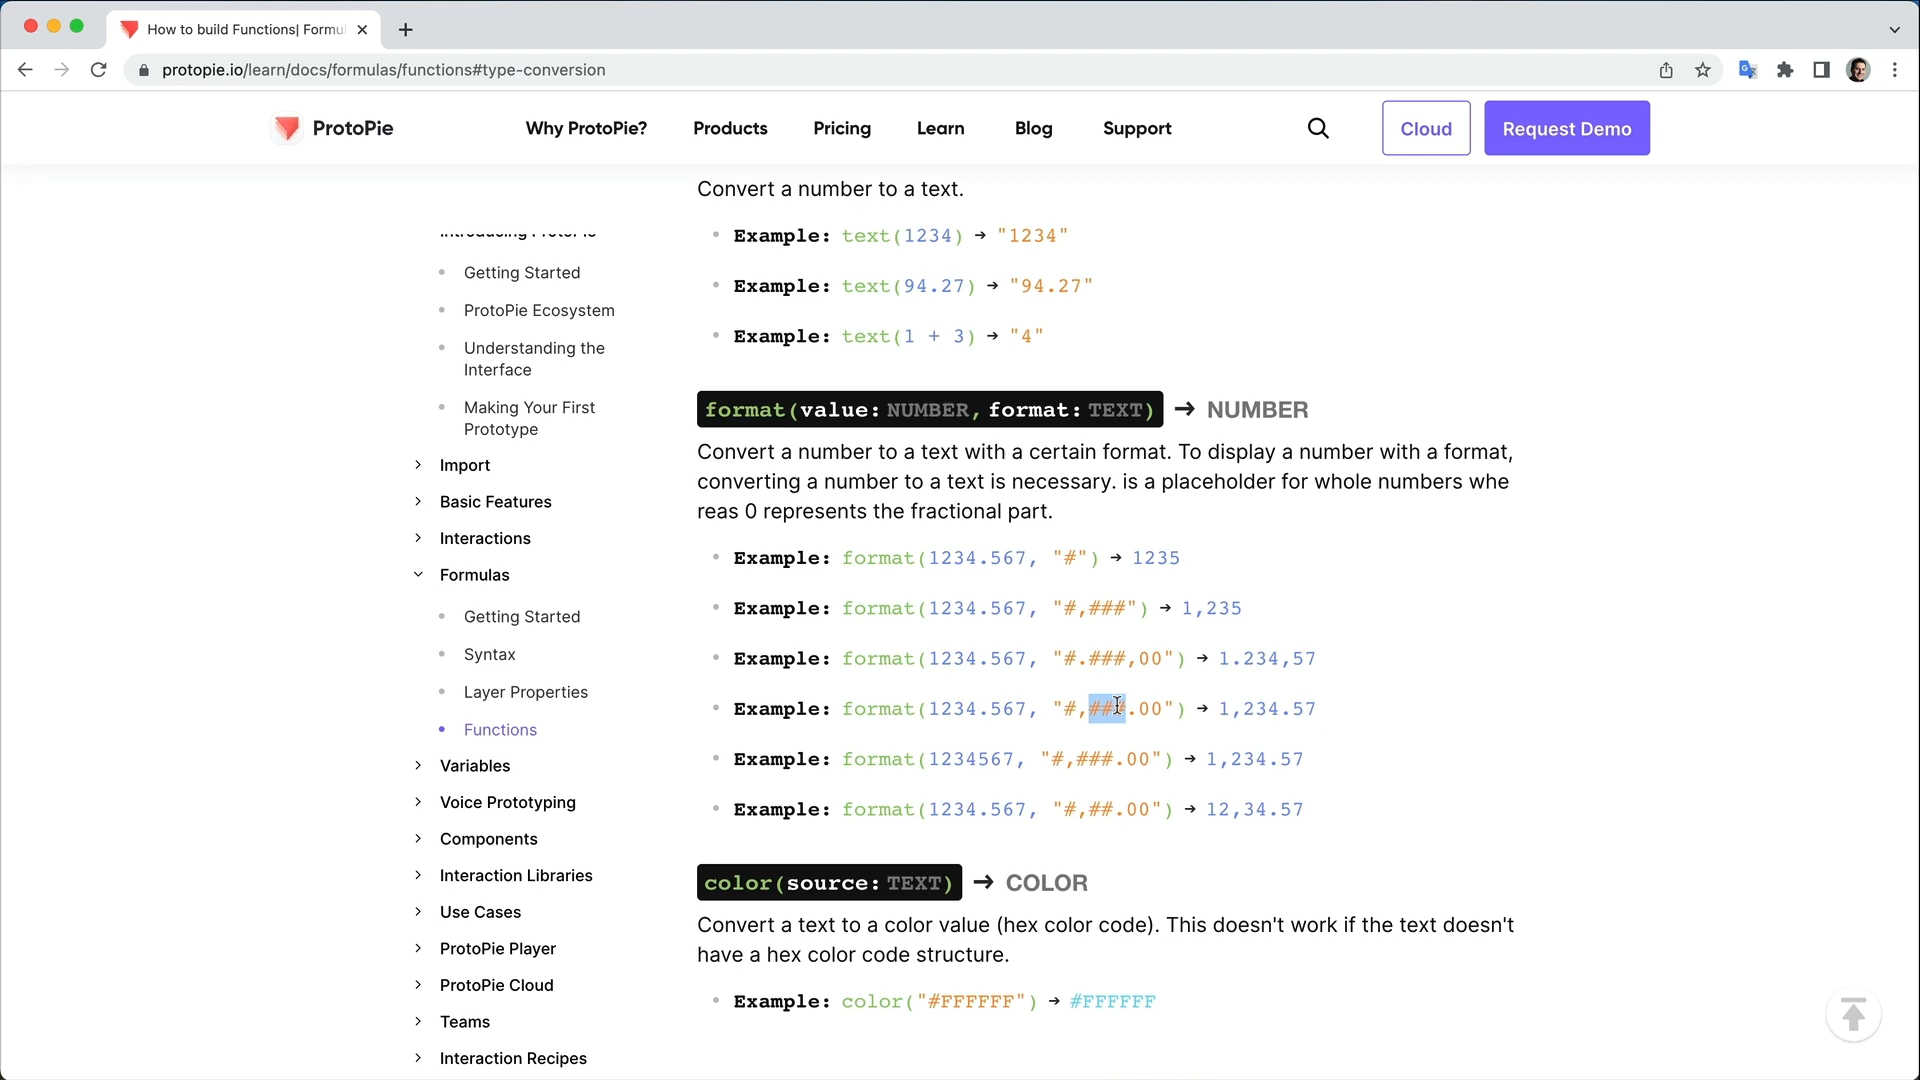 How to build Functions| Formu
protopie.io/learn/docs/formulas/functions#type-conversion
ProtoPie
Why ProtoPie?
Products
Pricing
Learn
Blog
Support
Cloud
Request Demo
Introducing ProtoPie
Getting Started
ProtoPie Ecosystem
Understanding the
Interface
Making Your First
Prototype
Import
Basic Features
Interactions
Formulas
Getting Started
Syntax
Layer Properties
Functions
Variables
Voice Prototyping
Components
Interaction Libraries
Use Cases
ProtoPie Player
ProtoPie Cloud
Teams
Interaction Recipes
Convert a number to a text.
Example: text(1234) → "1234"
Example: text(94.27) → "94.27"
Example: text(1 + 3) → "4"
format(value: NUMBER, format: TEXT) → NUMBER
Convert a number to a text with a certain format. To display a number with a format,
converting a number to a text is necessary. is a placeholder for whole numbers whe
reas 0 represents the fractional part.
Example: format(1234.567, "#") → 1235
Example: format(1234.567, "#,###") → 1,235
Example: format(1234.567, "#.###,00") → 1.234,57
Example: format(1234.567, "#,###.00") → 1,234.57
Example: format(1234567, "#,###.00") → 1,234.57
Example: format(1234.567, "#,##.00") → 12,34.57
color(source: TEXT) → COLOR
Convert a text to a color value (hex color code). This doesn't work if the text doesn't
have a hex color code structure.
Example: color("#FFFFFF") → #FFFFFF